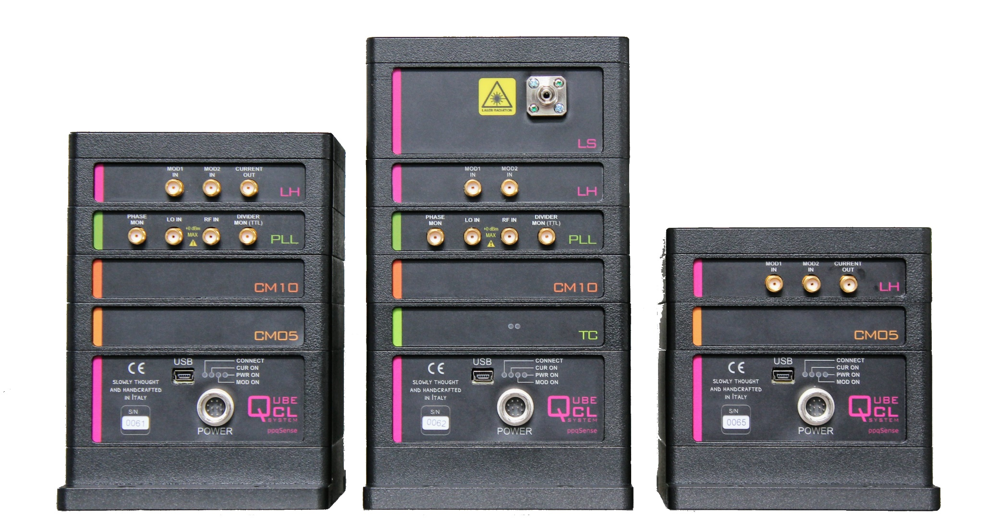 MOD1
IN
MOD2
IN
CURRENT
OUT
LH
PHASE
MON
LO IN
+0 dBm
MAX
RF IN
DIVIDER
MON (TTL)
PLL
CM10
CM05
CE
SLOWLY THOUGHT
AND HANDCRAFTED
IN ITALY
S/N
0061
USB
CONNECT
CUR ON
PWR ON
MOD ON
POWER
QUBE
CL
SYSTEM
ppqSense
LASER RADIATION
LS
MOD1
IN
MOD2
IN
LH
PHASE
MON
LO IN
+0 dBm
MAX
RF IN
DIVIDER
MON (TTL)
PLL
CM10
TC
CE
SLOWLY THOUGHT
AND HANDCRAFTED
IN ITALY
S/N
0062
USB
CONNECT
CUR ON
PWR ON
MOD ON
POWER
QUBE
CL
SYSTEM
ppqSense
MOD1
IN
MOD2
IN
CURRENT
OUT
LH
CM05
CE
SLOWLY THOUGHT
AND HANDCRAFTED
IN ITALY
S/N
0065
USB
CONNECT
CUR ON
PWR ON
MOD ON
POWER
QUBE
CL
SYSTEM
ppqSense